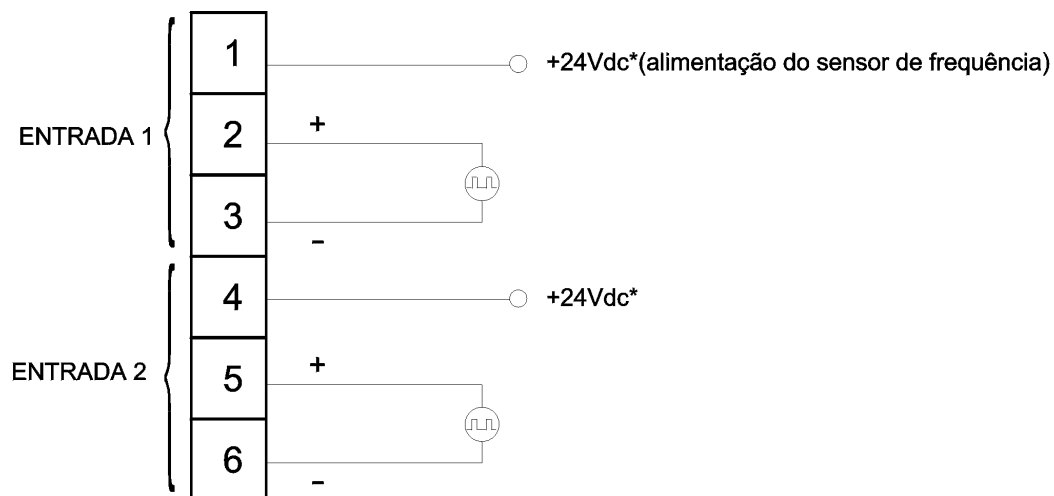 1
+24Vdc*(alimentação do sensor de frequência)
ENTRADA 1
2
+
3
-
4
+24Vdc*
ENTRADA 2
5
+
6
-